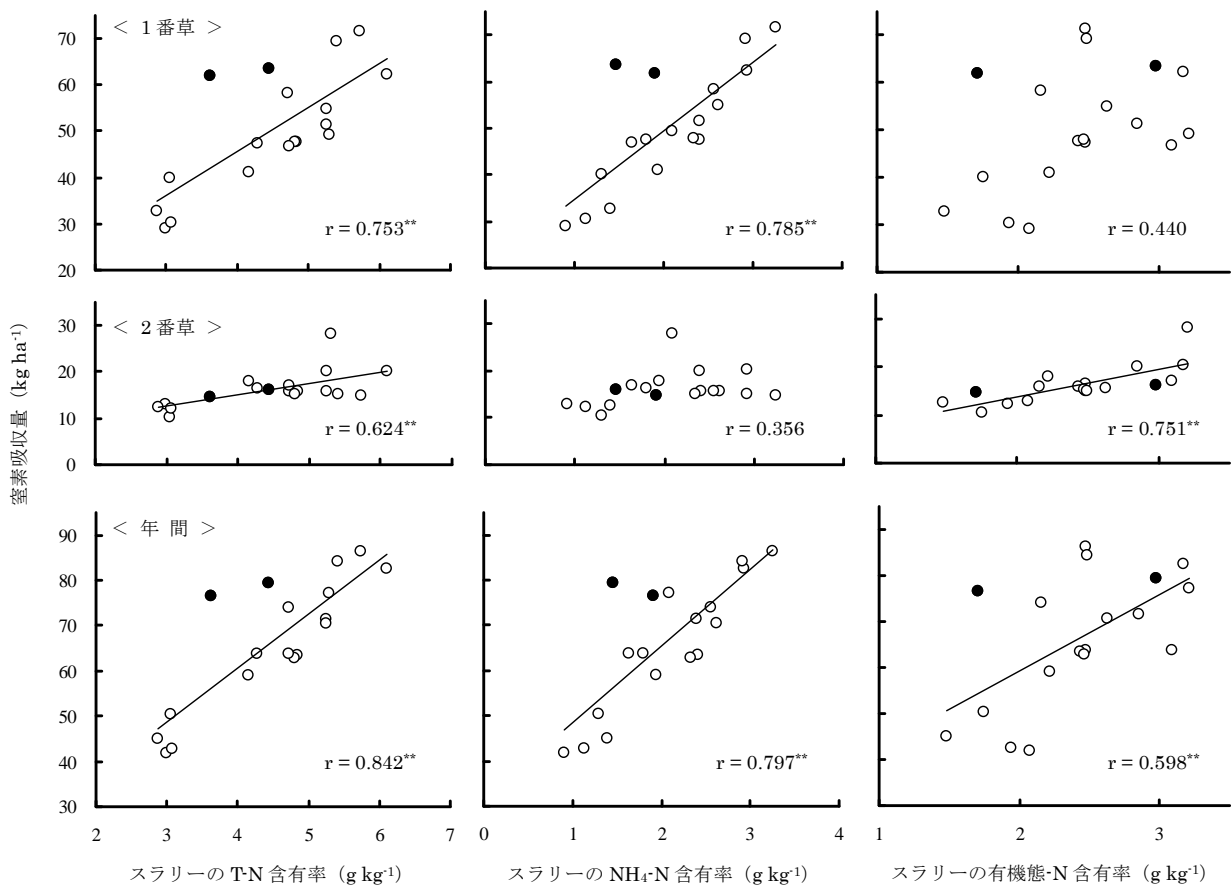 < 1番草 >
70
60
50
40
30
20
r = 0.753**
r = 0.785**
r = 0.440
< 2番草 >
30
20
10
0
r = 0.624**
r = 0.356
r = 0.751**
窒素吸収量（kg ha-1）
< 年 間 >
90
80
70
60
50
40
30
r = 0.842**
r = 0.797**
r = 0.598**
2 3 4 5 6 7
0 1 2 3 4
1 2 3
スラリーの T-N 含有率（g kg-1）
スラリーの NH4-N 含有率（g kg-1）
スラリーの有機態-N 含有率（g kg-1）